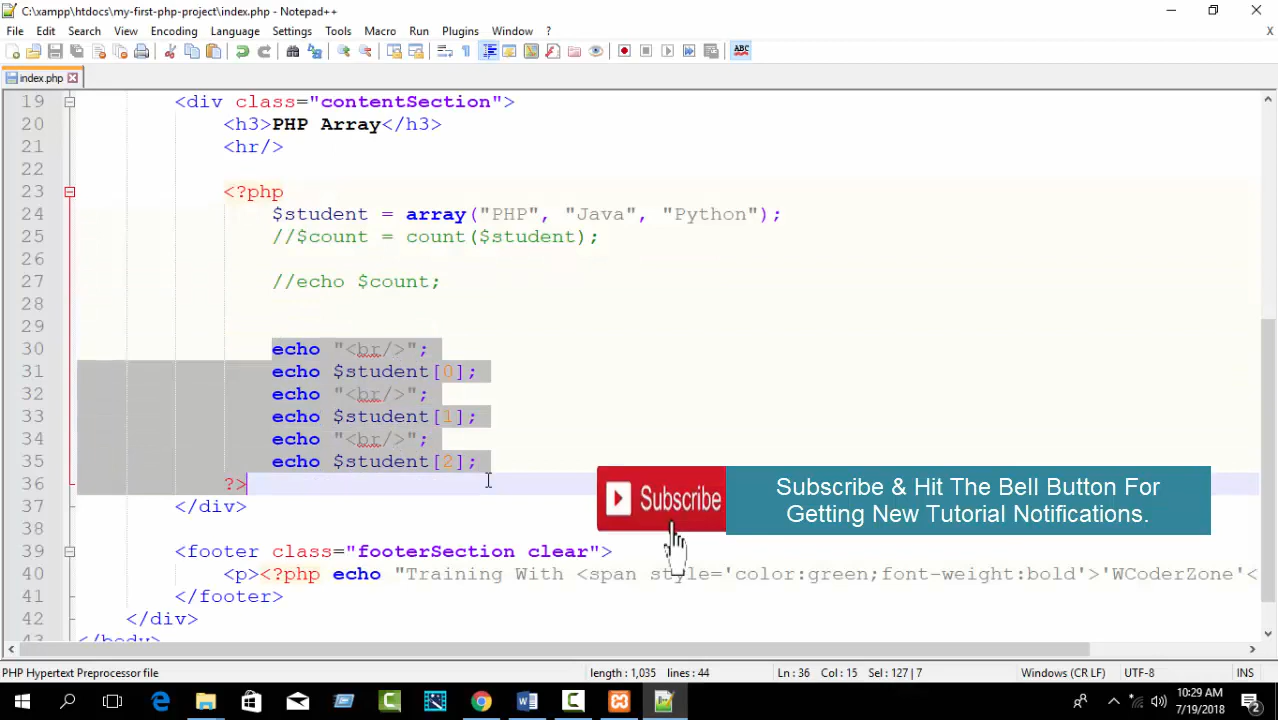 C:\xampp\htdocs\my-first-php-project\index.php - Notepad++
File Edit Search View Encoding Language Settings Tools Macro Run Plugins Window ? X
ABC
index.php
19 <div class="contentSection">
20 <h3>PHP Array</h3>
21 <hr/>
22
23 <?php
24 $student = array("PHP", "Java", "Python");
25 //$count = count($student);
26
27 //echo $count;
28
29
30 echo "<br/>";
31 echo $student[0];
32 echo "<br/>";
33 echo $student[1];
34 echo "<br/>";
35 echo $student[2];
36 ?>
37 </div>
38
39 <footer class="footerSection clear">
40 <p><?php echo "Training With <span style='color:green;font-weight:bold'>'WCoderZone'<
41 </footer>
42 </div>
43 </body>
Subscribe
Subscribe & Hit The Bell Button For
Getting New Tutorial Notifications.
PHP Hypertext Preprocessor file length : 1,035 lines : 44 Ln : 36 Col : 15 Sel : 127 | 7 Windows (CR LF) UTF-8 INS
10:29 AM
7/19/2018
2